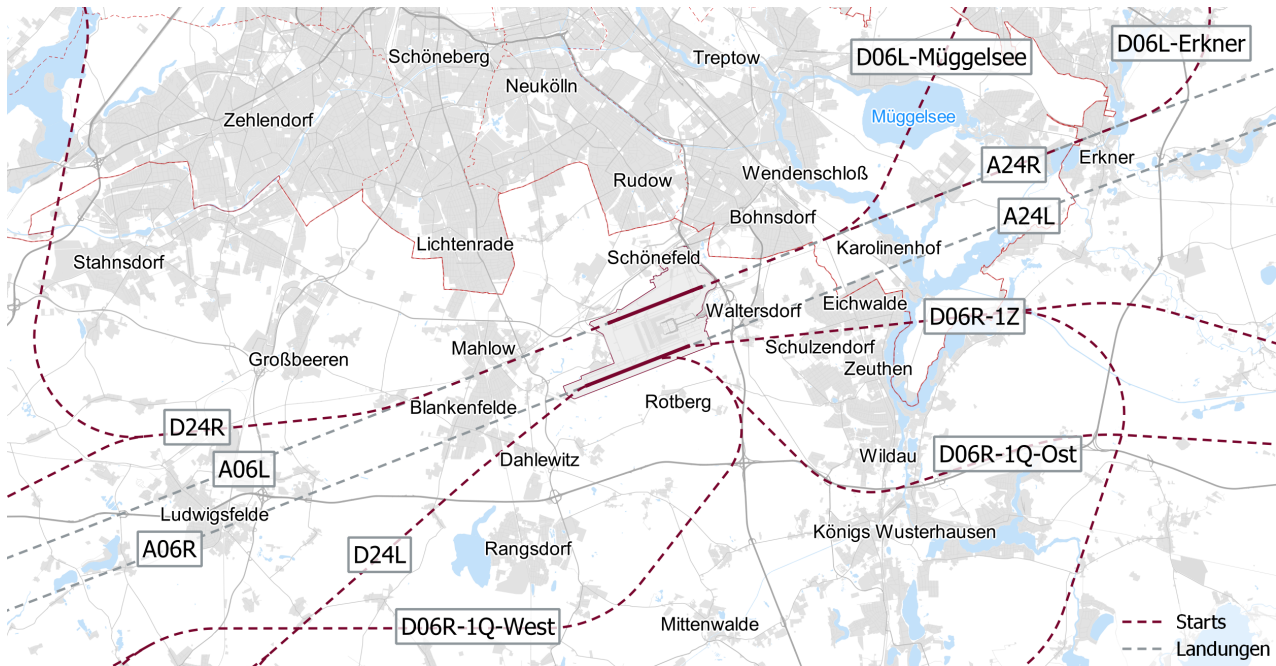 D06L-Müggelsee
D06L-Erkner
Schöneberg
Treptow
Neukölln
Zehlendorf
Müggelsee
Erkner
A24R
Wendenschloß
Rudow
A24L
Bohnsdorf
Lichtenrade
Karolinenhof
Schönefeld
Stahnsdorf
Eichwalde
Waltersdorf
D06R-1Z
Mahlow
Schulzendorf
Großbeeren
Zeuthen
Rotberg
Blankenfelde
D24R
D06R-1Q-Ost
Wildau
Dahlewitz
A06L
Ludwigsfelde
Königs Wusterhausen
A06R
D24L
Rangsdorf
D06R-1Q-West
Mittenwalde
Starts
Landungen